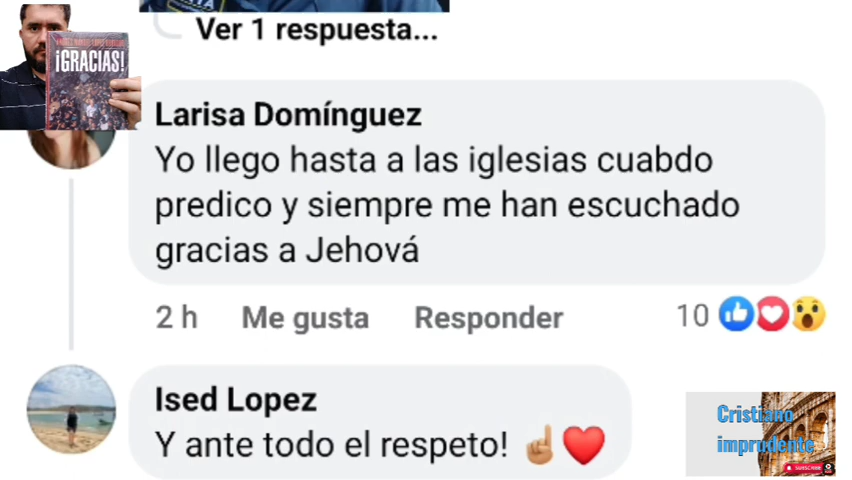 ¡GRACIAS!
Ver 1 respuesta...
Larisa Domínguez
Yo llego hasta a las iglesias cuabdo
predico y siempre me han escuchado
gracias a Jehová
2 h Me gusta Responder 10
Ised Lopez
Y ante todo el respeto!
Cristiano
imprudente
SUBSCRIBE